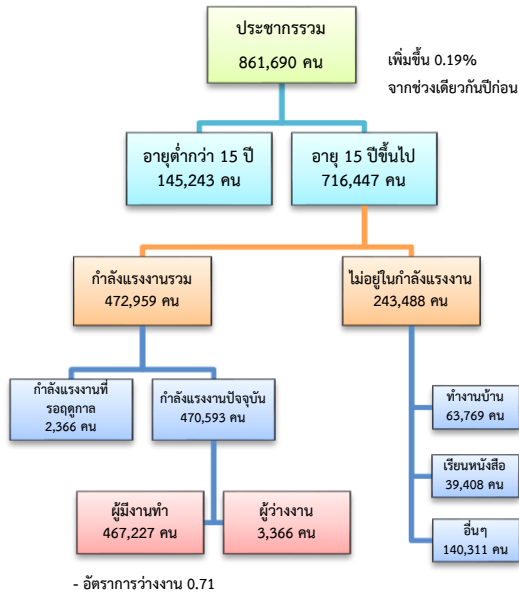 ประชากรรวม
861,690 คน
เพิ่มขึ้น 0.19%
จากช่วงเดียวกันปีก่อน
อายุต่ำกว่า 15 ปี
145,243 คน
อายุ 15 ปีขึ้นไป
716,447 คน
กำลังแรงงานรวม
472,959 คน
ไม่อยู่ในกำลังแรงงาน
243,488 คน
กำลังแรงงานที่
รอฤดูกาล
2,366 คน
กำลังแรงงานปัจจุบัน
470,593 คน
ทำงานบ้าน
63,769 คน
เรียนหนังสือ
39,408 คน
อื่นๆ
140,311 คน
ผู้มีงานทำ
467,227 คน
ผู้ว่างงาน
3,366 คน
- อัตราการว่างงาน 0.71